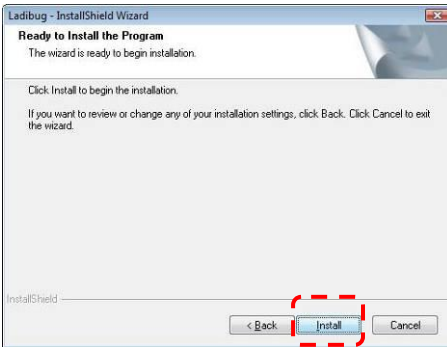 Ladibug - InstallShield Wizard
Ready to Install the Program
The wizard is ready to begin installation.
Click Install to begin the installation.
If you want to review or change any of your installation settings, click Back. Click Cancel to exit
the wizard.
InstallShield
< Back Install Cancel